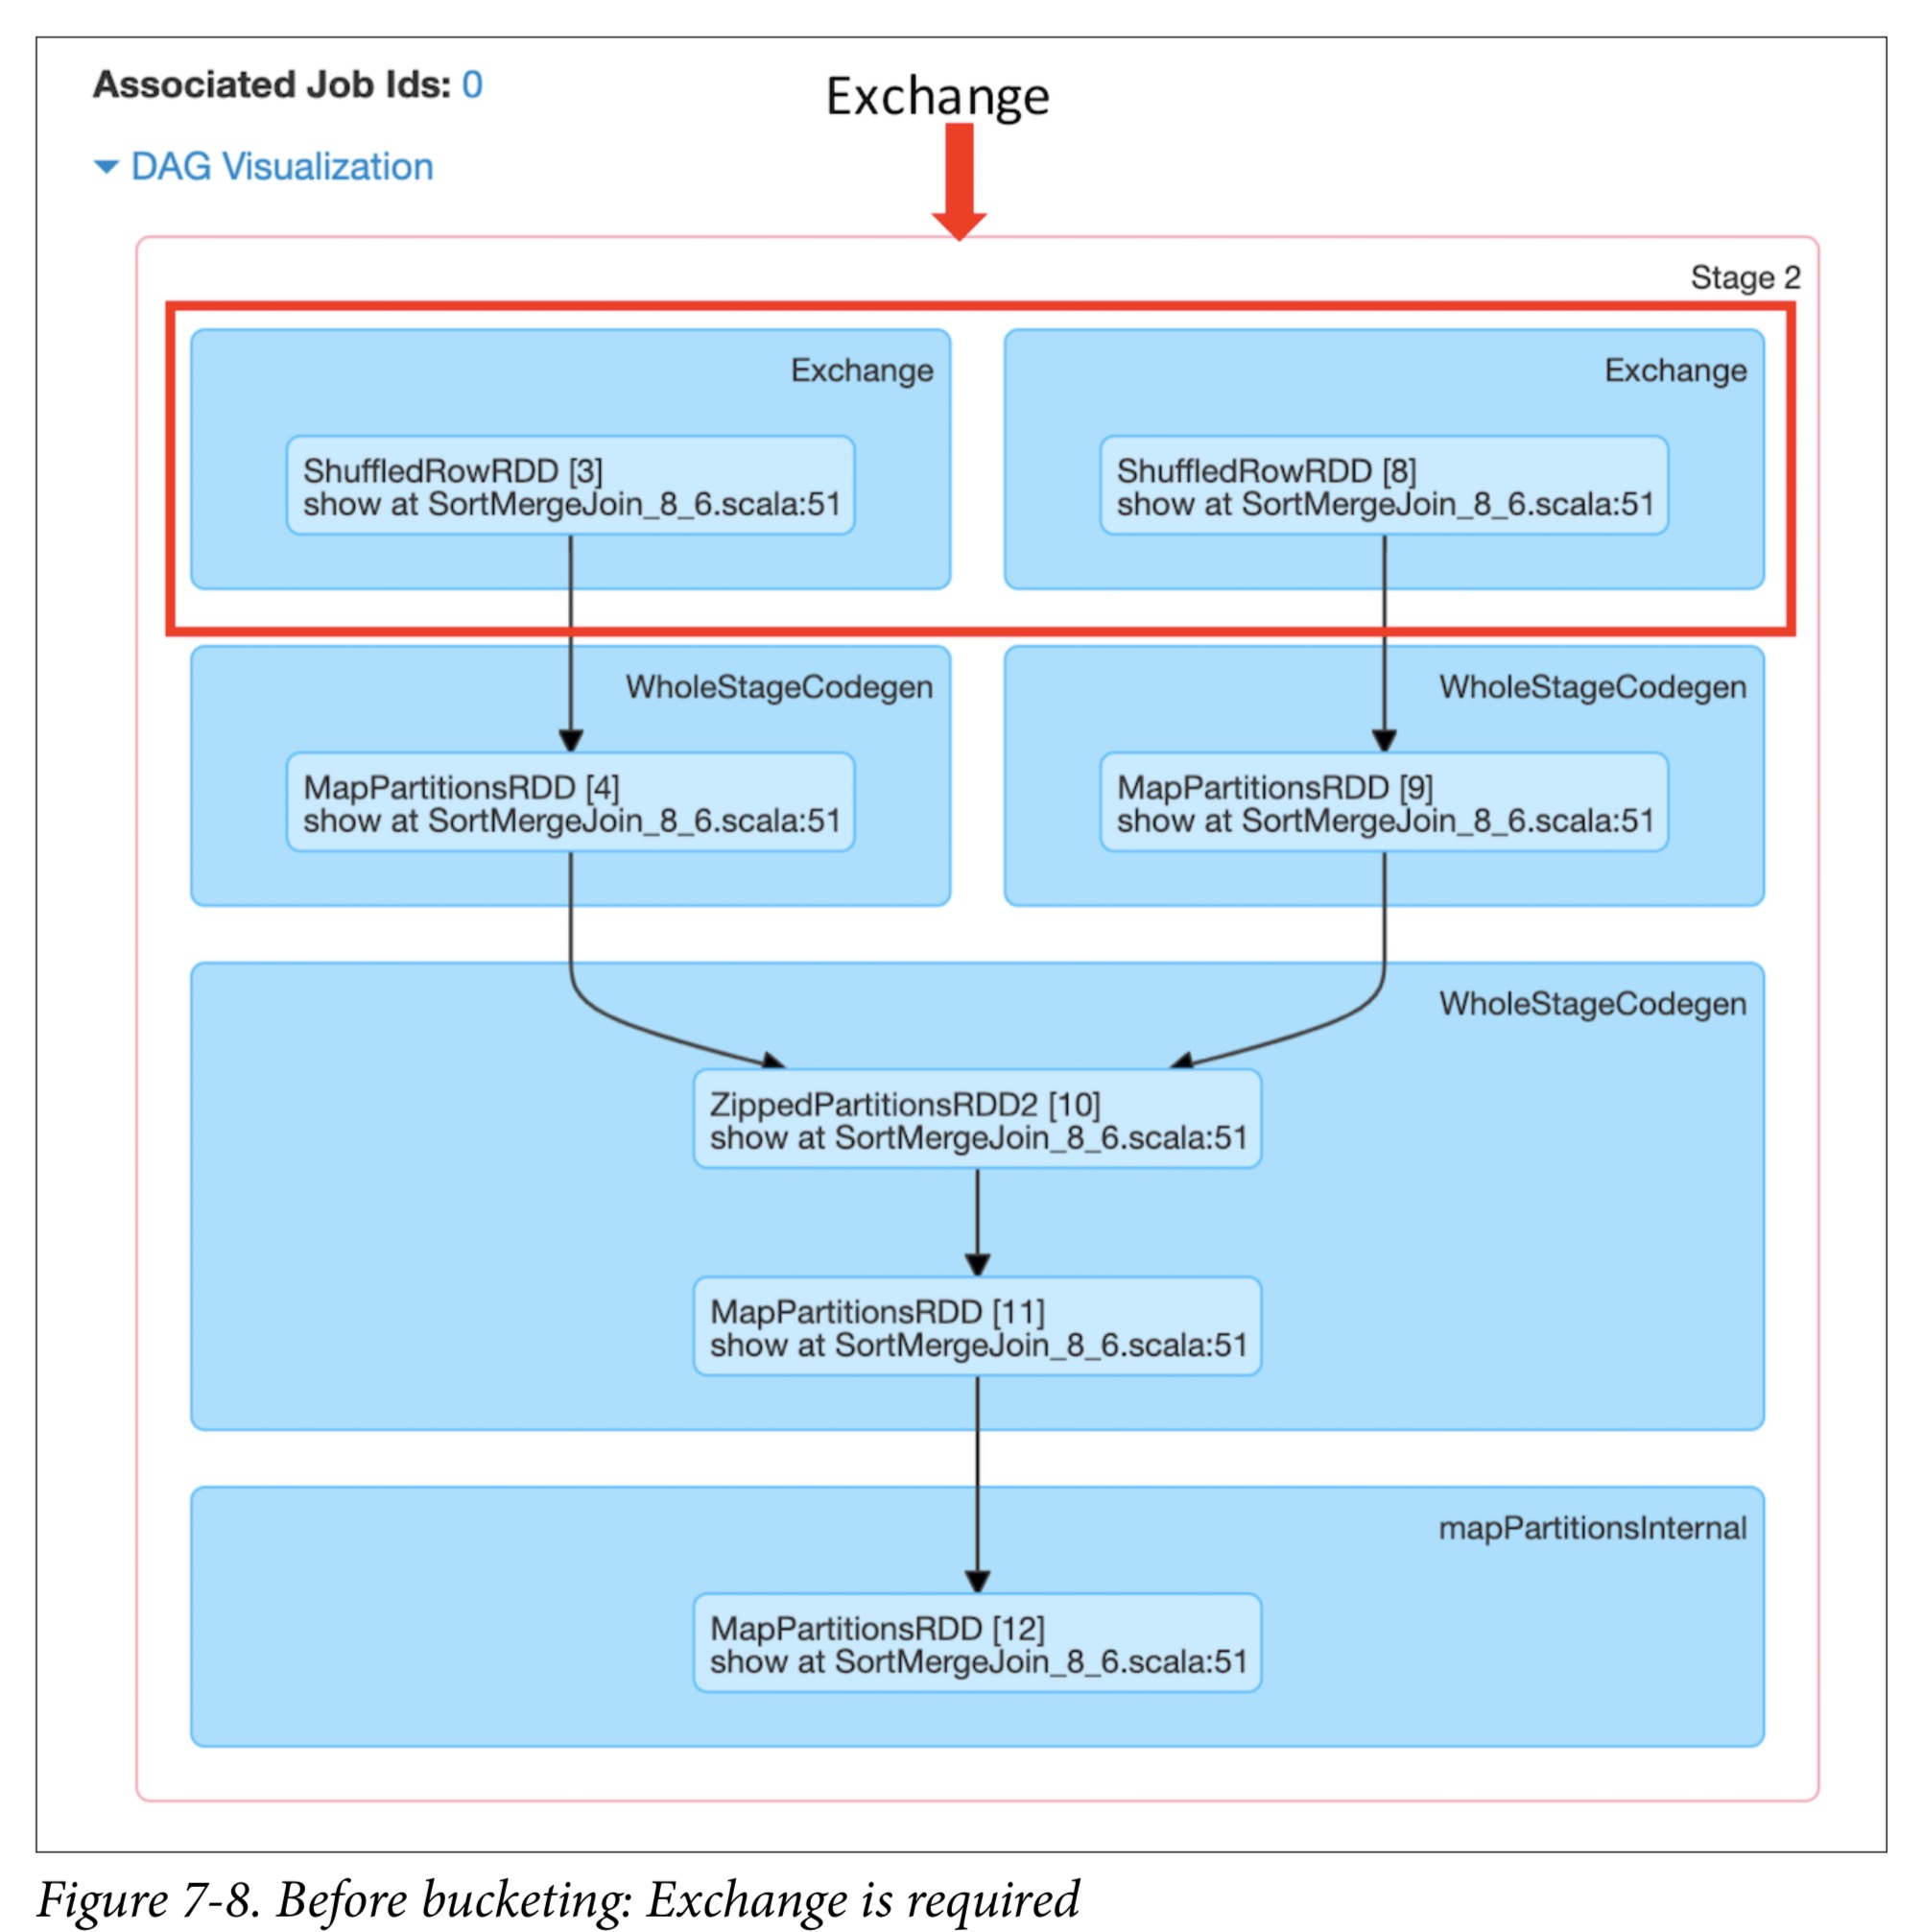 Associated Job Ids: 0
Exchange
DAG Visualization
Stage 2
Exchange
ShuffledRowRDD [3]
show at SortMergeJoin_8_6.scala:51
Exchange
ShuffledRowRDD [8]
show at SortMergeJoin_8_6.scala:51
WholeStageCodegen
MapPartitionsRDD [4]
show at SortMergeJoin_8_6.scala:51
WholeStageCodegen
MapPartitionsRDD [9]
show at SortMergeJoin_8_6.scala:51
WholeStageCodegen
ZippedPartitionsRDD2 [10]
show at SortMergeJoin_8_6.scala:51
MapPartitionsRDD [11]
show at SortMergeJoin_8_6.scala:51
mapPartitionsInternal
MapPartitionsRDD [12]
show at SortMergeJoin_8_6.scala:51
Figure 7-8. Before bucketing: Exchange is required